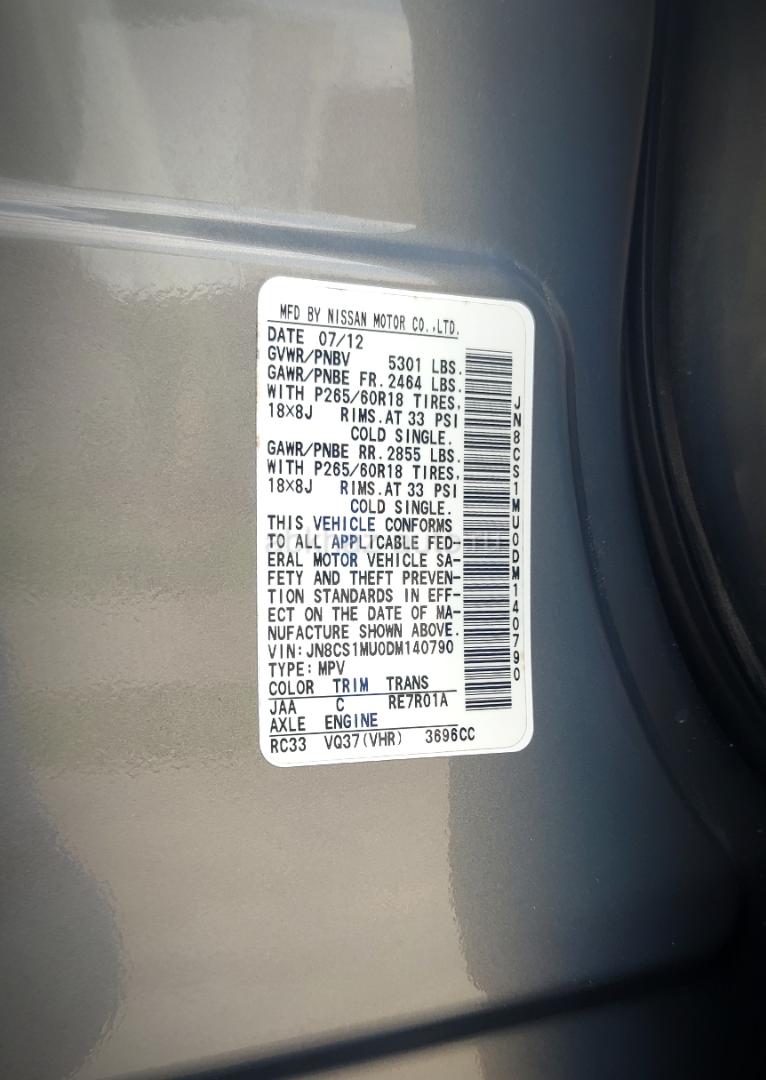 MFD BY NISSAN MOTOR CO.,LTD.
DATE 07/12
GVWR/PNBV 5301 LBS.
GAWR/PNBE FR. 2464 LBS.
WITH P265/60R18 TIRES,
18×8J RIMS.AT 33 PSI
COLD SINGLE.
GAWR/PNBE RR. 2855 LBS.
WITH P265/60R18 TIRES,
18×8J RIMS.AT 33 PSI
COLD SINGLE.
THIS VEHICLE CONFORMS
TO ALL APPLICABLE FED-
ERAL MOTOR VEHICLE SA-
FETY AND THEFT PREVEN-
TION STANDARDS IN EFF-
ECT ON THE DATE OF MA-
NUFACTURE SHOWN ABOVE.
VIN:JN8CS1MU0DM140790
TYPE:MPV
COLOR TRIM TRANS
JAA C RE7R01A
AXLE ENGINE
RC33 VQ37(VHR) 3696CC
JN8CS1MU0DM140790